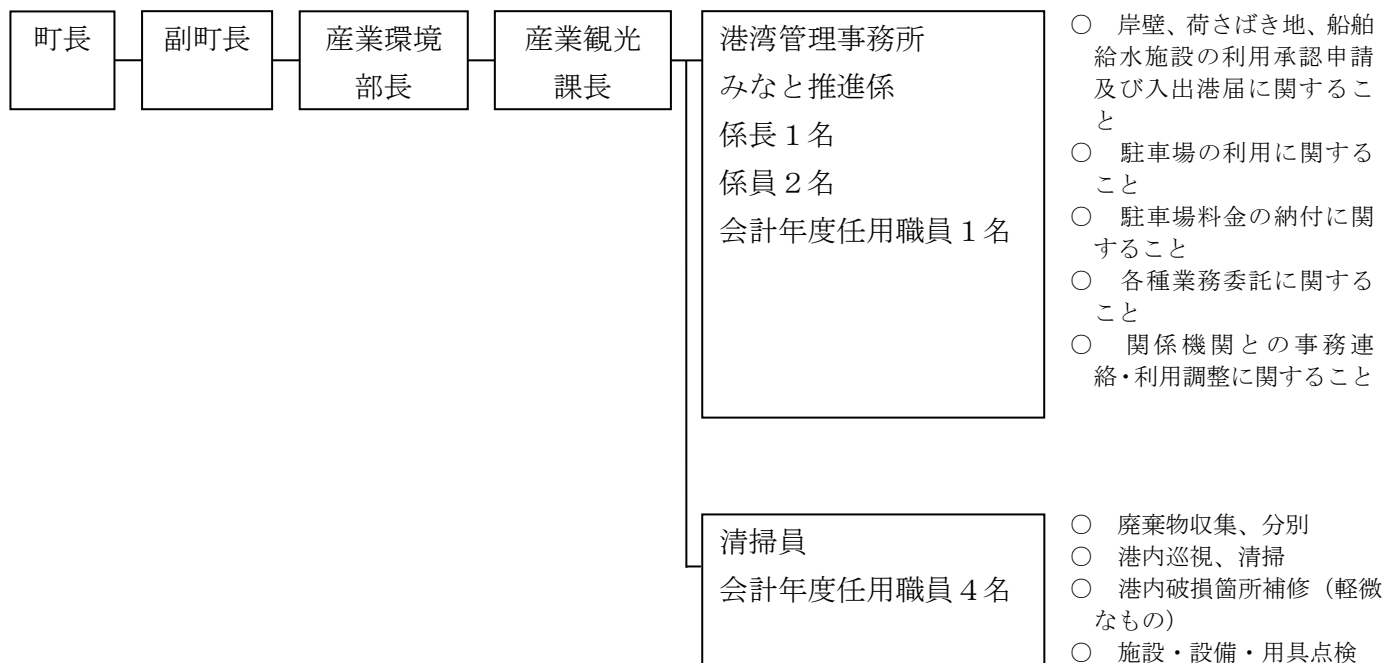 町長
副町長
産業環境
部長
産業観光
課長
港湾管理事務所
みなと推進係
係長1名
係員2名
会計年度任用職員1名
○ 岸壁、荷さばき地、船舶
給水施設の利用承認申請
及び入出港届に関するこ
と
○ 駐車場の利用に関する
こと
○ 駐車場料金の納付に関
すること
○ 各種業務委託に関する
こと
○ 関係機関との事務連
絡・利用調整に関すること
清掃員
会計年度任用職員4名
○ 廃棄物収集、分別
○ 港内巡視、清掃
○ 港内破損箇所補修(軽微
なもの)
○ 施設・設備・用具点検